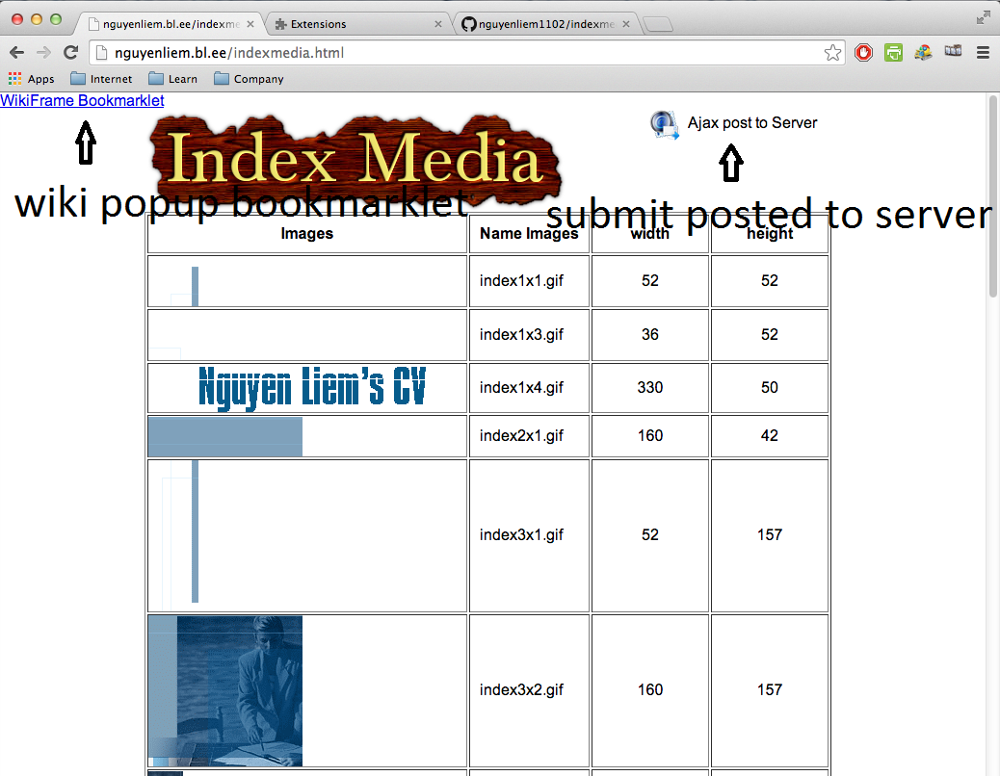 nguyenliem.bl.ee/indexme
Extensions
nguyenliem1102/indexme
nguyenliem.bl.ee/indexmedia.html
Apps Internet Learn Company
WikiFrame Bookmarklet
Ajax post to Server
Index Media
wiki popup bookmarklet
submit posted to server
Images Name Images width height
index1x1.gif 52 52
index1x3.gif 36 52
Nguyen Liem's CV index1x4.gif 330 50
index2x1.gif 160 42
index3x1.gif 52 157
index3x2.gif 160 157